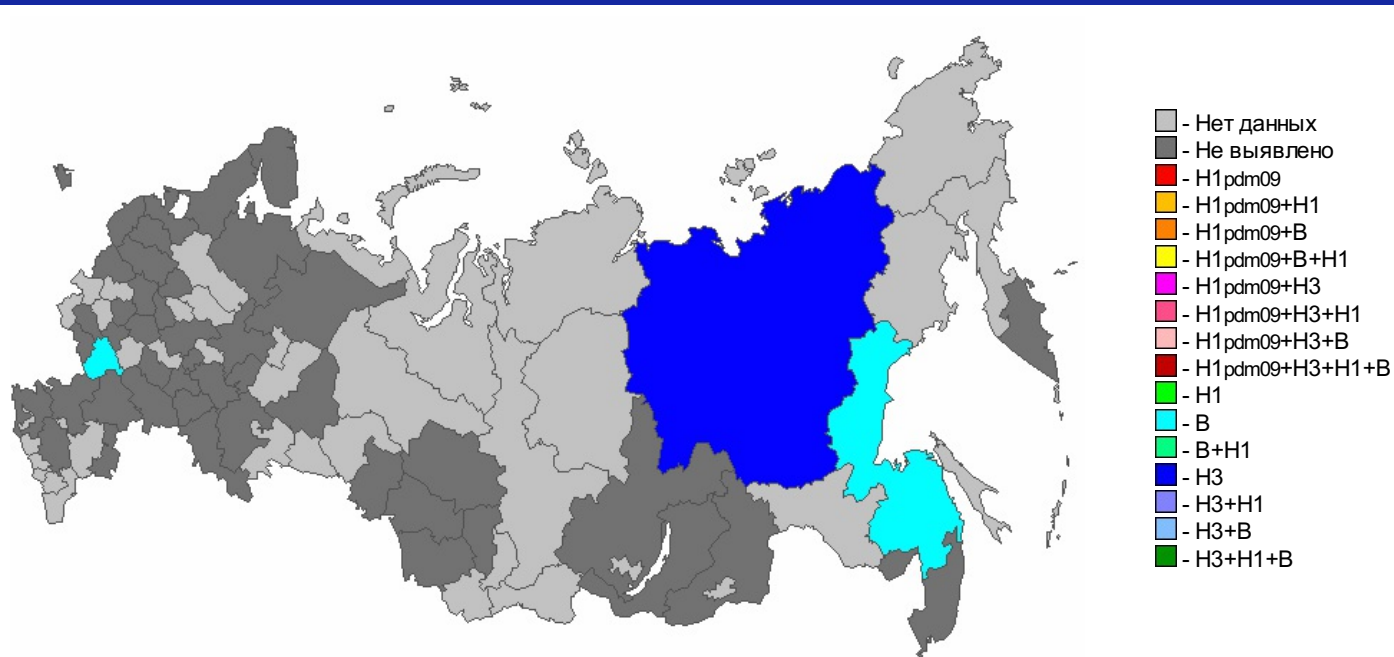 - Нет данных
- Не выявлено
- H1pdm09
- H1pdm09+H1
- H1pdm09+B
- H1pdm09+B+H1
- H1pdm09+H3
- H1pdm09+H3+H1
- H1pdm09+H3+B
- H1pdm09+H3+H1+B
- H1
- B
- B+H1
- H3
- H3+H1
- H3+B
- H3+H1+B